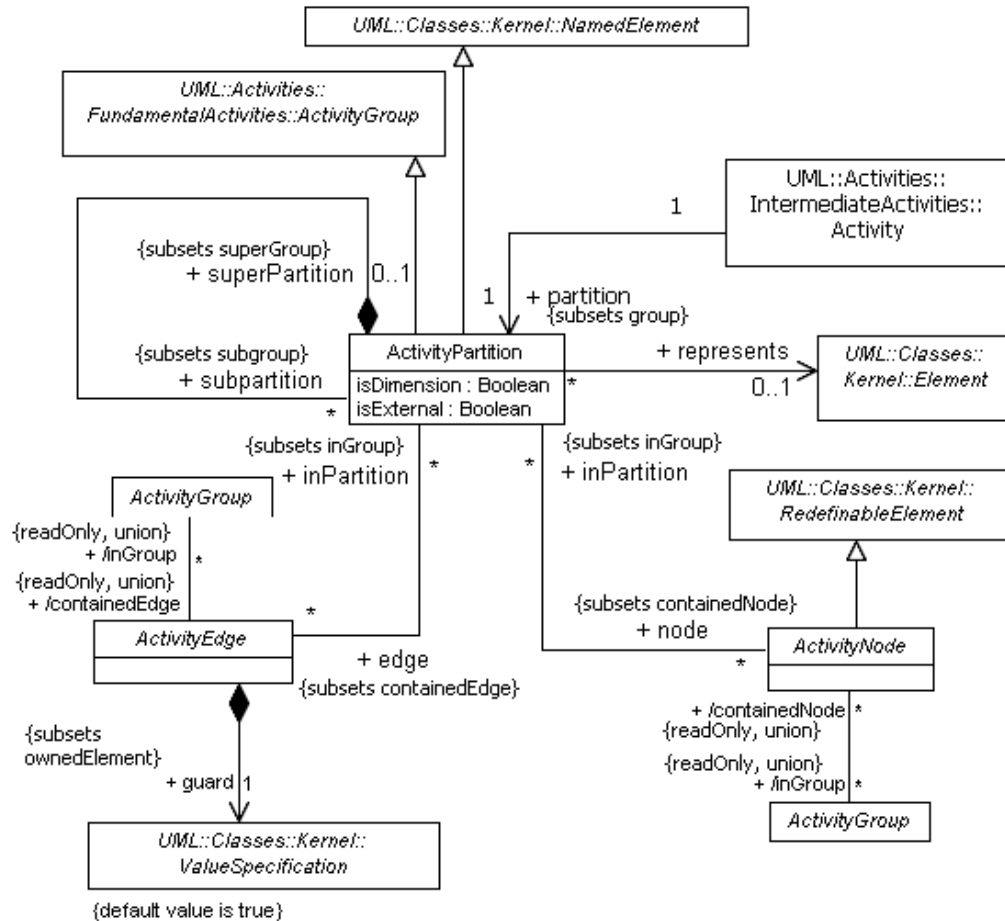 UML::Classes::Kernel::NamedElement
UML::Activities::
FundamentalActivities::ActivityGroup
UML::Activities::
IntermediateActivities::
Activity
1
{subsets superGroup}
+ superPartition
0..1
1
+ partition
{subsets group}
ActivityPartition
isDimension : Boolean
isExternal : Boolean
{subsets subgroup}
+ subpartition
*
*
+ represents
0..1
UML::Classes::
Kernel::Element
{subsets inGroup}
+ inPartition
*
{subsets inGroup}
+ inPartition
*
ActivityGroup
{readOnly, union}
+ /inGroup
*
{readOnly, union}
+ /containedEdge
UML::Classes::Kernel::
RedefinableElement
ActivityEdge
*
+ edge
{subsets containedEdge}
{subsets containedNode}
+ node
*
ActivityNode
{subsets
ownedElement}
+ guard
1
UML::Classes::Kernel::
ValueSpecification
{default value is true}
+ /containedNode
*
{readOnly, union}
{readOnly, union}
+ /inGroup
*
ActivityGroup